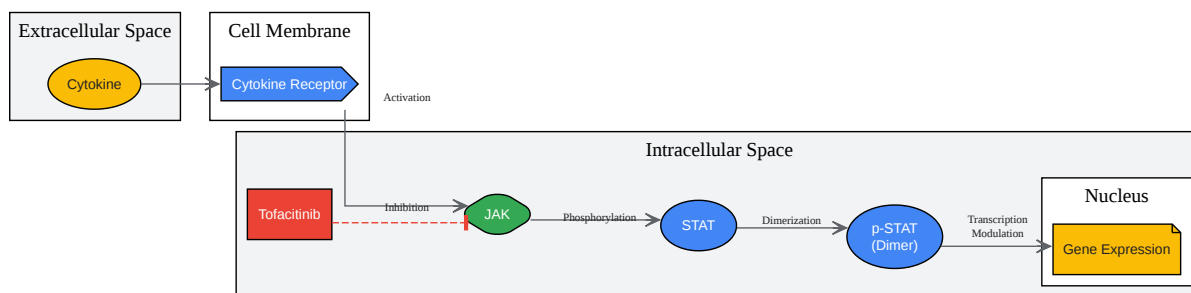 Extracellular Space
Cell Membrane
Cytokine
Cytokine Receptor
Activation
Intracellular Space
Tofacitinib
Inhibition
JAK
Phosphorylation
STAT
Dimerization
p-STAT
(Dimer)
Transcription
Modulation
Nucleus
Gene Expression